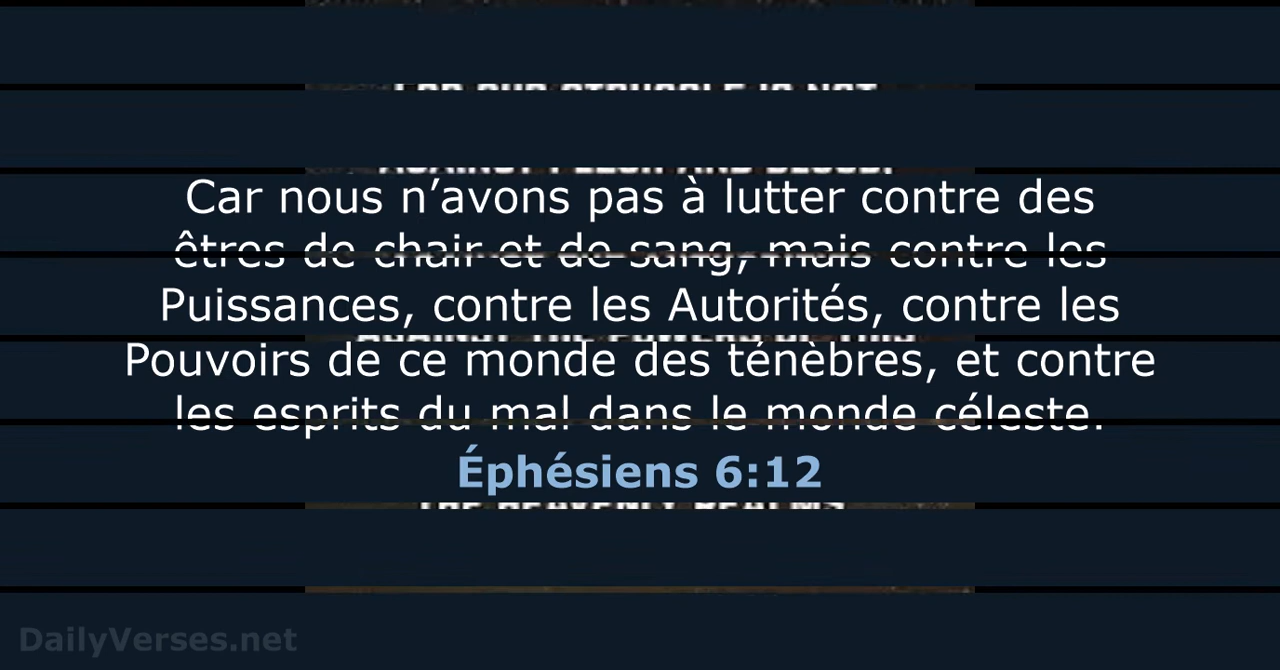 Car nous n’avons pas à lutter contre des
êtres de chair et de sang, mais contre les
Puissances, contre les Autorités, contre les
Pouvoirs de ce monde des ténèbres, et contre
les esprits du mal dans le monde céleste.
Éphésiens 6:12
DailyVerses.net